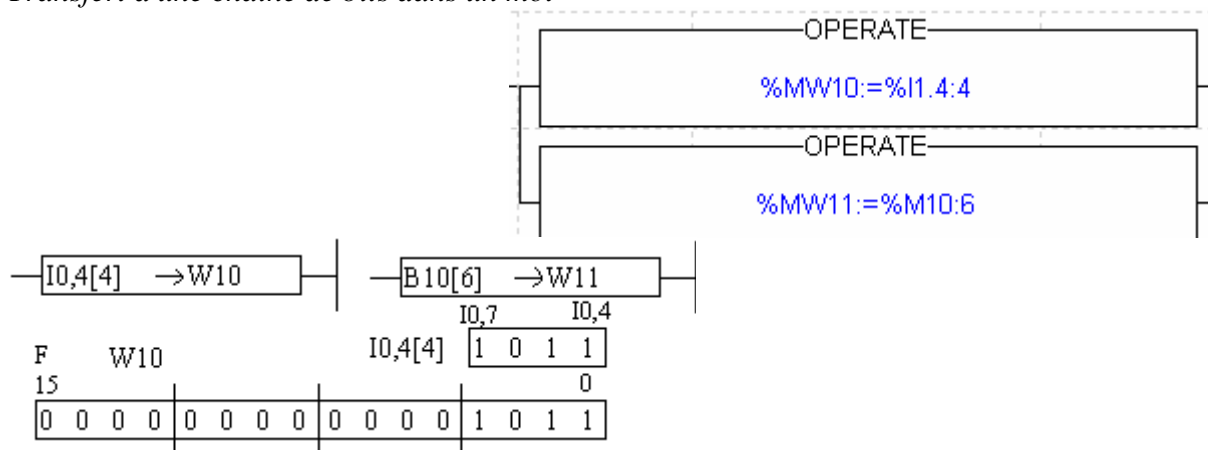 Transfert d'une chaîne de bits dans un mot
OPERATE
%MW10:=%I1.4:4
OPERATE
%MW11:=%M10:6
I0,4[4] →W10
B10[6] →W11
I0,7 I0,4
F W10 I0,4[4] 1 0 1 1
15 0
0 0 0 0 0 0 0 0 0 0 0 0 1 0 1 1